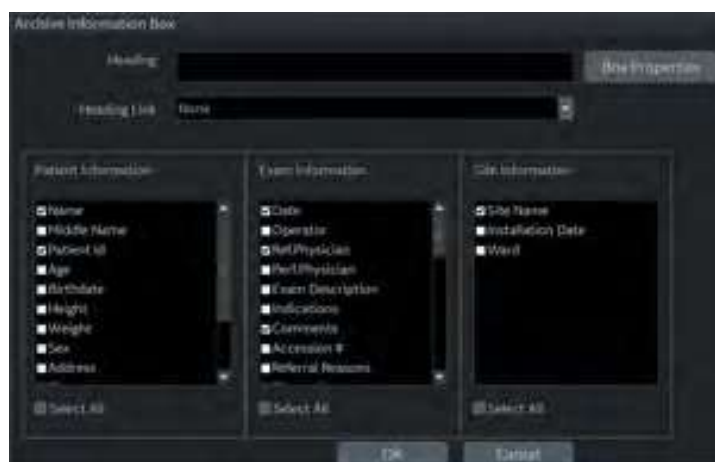 Archive Information Box
Heading
Box Properties
Heading Link
None
Patient Information
Name
Middle Name
Patient Id
Age
Birthdate
Height
Weight
Sex
Address
Select All
Exam Information
Date
Operator
Ref.Physician
Perf.Physician
Exam Description
Indications
Comments
Accession #
Referral Reasons
Select All
Site Information
Site Name
Installation Date
Ward
Select All
OK
Cancel